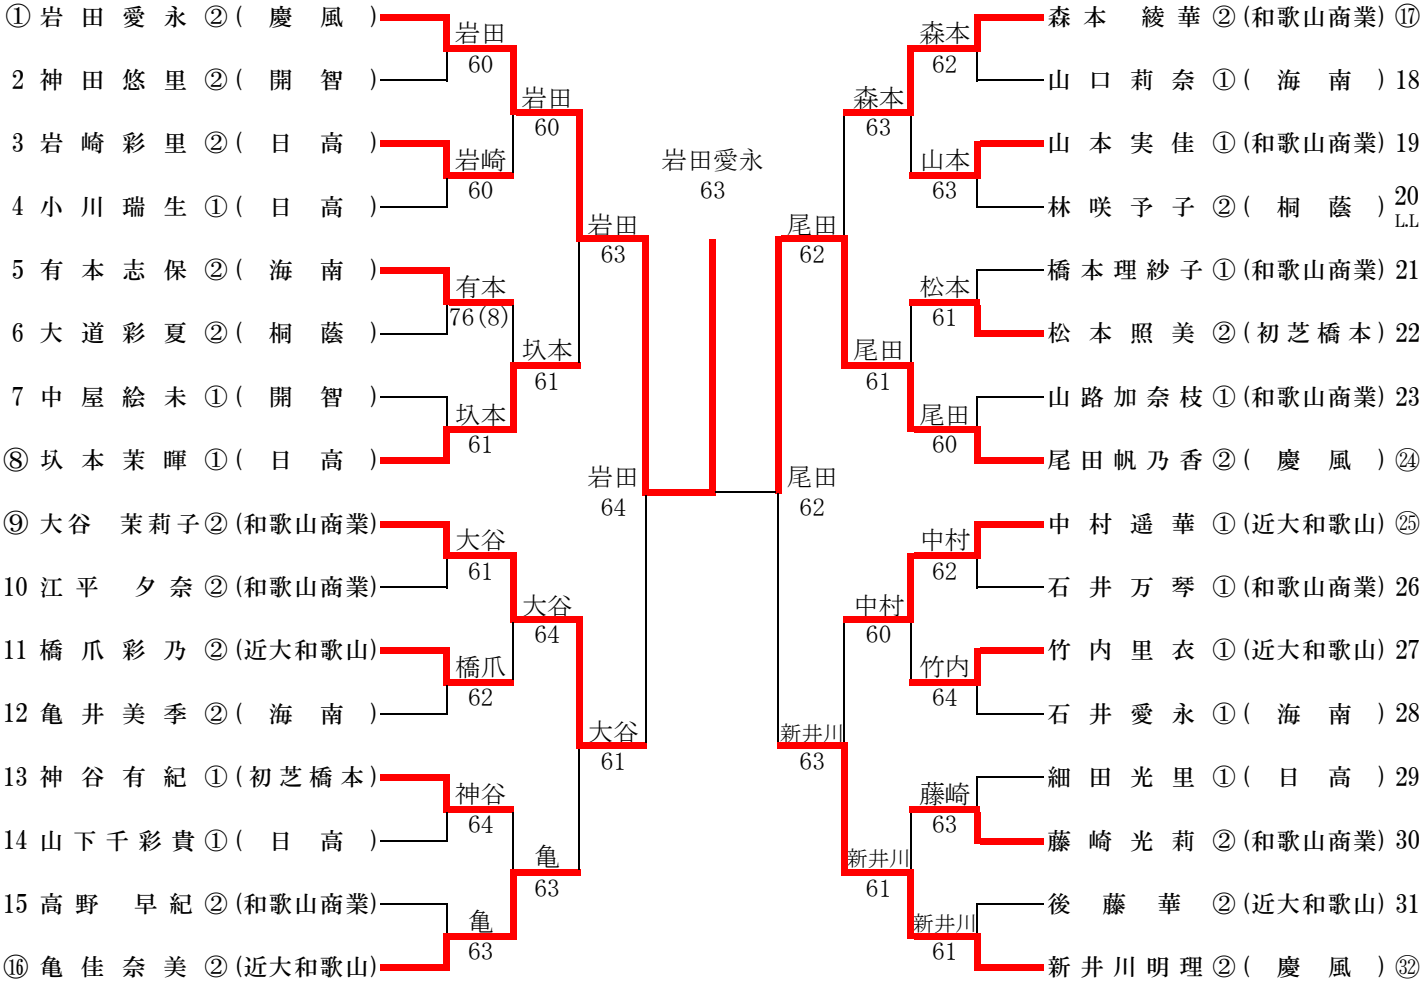 ① 岩田愛永 ② ( 慶風 )
2 神田悠里 ② ( 開智 )
3 岩崎彩里 ② ( 日高 )
4 小川瑞生 ① ( 日高 )
5 有本志保 ② ( 海南 )
6 大道彩夏 ② ( 桐蔭 )
7 中屋絵未 ① ( 開智 )
⑧ 圦本茉暉 ① ( 日高 )
⑨ 大谷 茉莉子 ② (和歌山商業)
10 江平 夕奈 ② (和歌山商業)
11 橋爪彩乃 ② (近大和歌山)
12 亀井美季 ② ( 海南 )
13 神谷有紀 ① (初芝橋本)
14 山下千彩貴 ① ( 日高 )
15 高野 早紀 ② (和歌山商業)
⑯ 亀佳奈美 ② (近大和歌山)
岩田
60
岩崎
60
有本
76(8)
圦本
61
大谷
61
橋爪
62
神谷
64
亀
63
岩田
60
圦本
61
大谷
64
亀
63
岩田
63
大谷
61
岩田
64
岩田愛永
63
尾田
62
尾田
62
新井川
63
森本
63
尾田
61
中村
60
新井川
61
森本
62
山本
63
松本
61
尾田
60
中村
62
竹内
64
藤崎
63
新井川
61
森本 綾華 ② (和歌山商業) ⑰
山口莉奈 ① ( 海南 ) 18
山本実佳 ① (和歌山商業) 19
林咲予子 ② ( 桐蔭 ) 20
L.L
橋本理紗子 ① (和歌山商業) 21
松本照美 ② (初芝橋本) 22
山路加奈枝 ① (和歌山商業) 23
尾田帆乃香 ② ( 慶風 ) ㉔
中村遥華 ① (近大和歌山) ㉕
石井万琴 ① (和歌山商業) 26
竹内里衣 ① (近大和歌山) 27
石井愛永 ① ( 海南 ) 28
細田光里 ① ( 日高 ) 29
藤崎光莉 ② (和歌山商業) 30
後藤華 ② (近大和歌山) 31
新井川明理 ② ( 慶風 ) ㉜